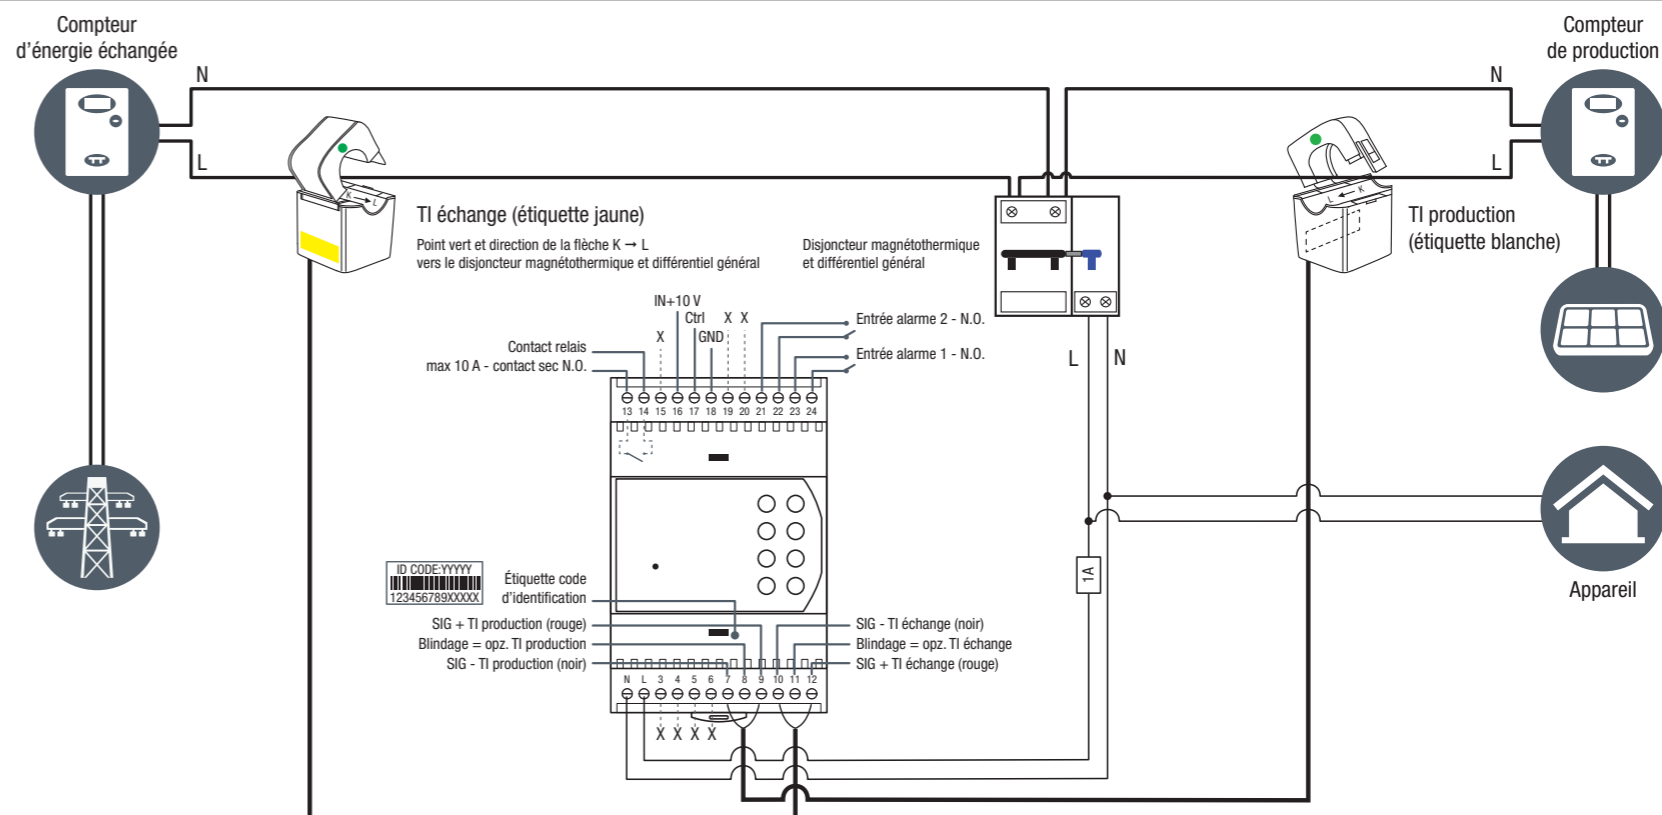 Compteur
d'énergie échangée
Compteur
de production
N
N
L
L
K → L
L ← K
TI échange (étiquette jaune)
Point vert et direction de la flèche K → L
vers le disjoncteur magnétothermique et différentiel général
Disjoncteur magnétothermique
et différentiel général
TI production
(étiquette blanche)
IN+10 V
Ctrl
X X
X
GND
Contact relais
max 10 A - contact sec N.O.
Entrée alarme 2 - N.O.
Entrée alarme 1 - N.O.
L N
13 14 15 16 17 18 19 20 21 22 23 24
ID CODE:YYYYY
123456789XXXXX
Étiquette code
d'identification
1A
Appareil
SIG + TI production (rouge)
Blindage = opz. TI production
SIG - TI production (noir)
SIG - TI échange (noir)
Blindage = opz. TI échange
SIG + TI échange (rouge)
N L 3 4 5 6 7 8 9 10 11 12
X X X X